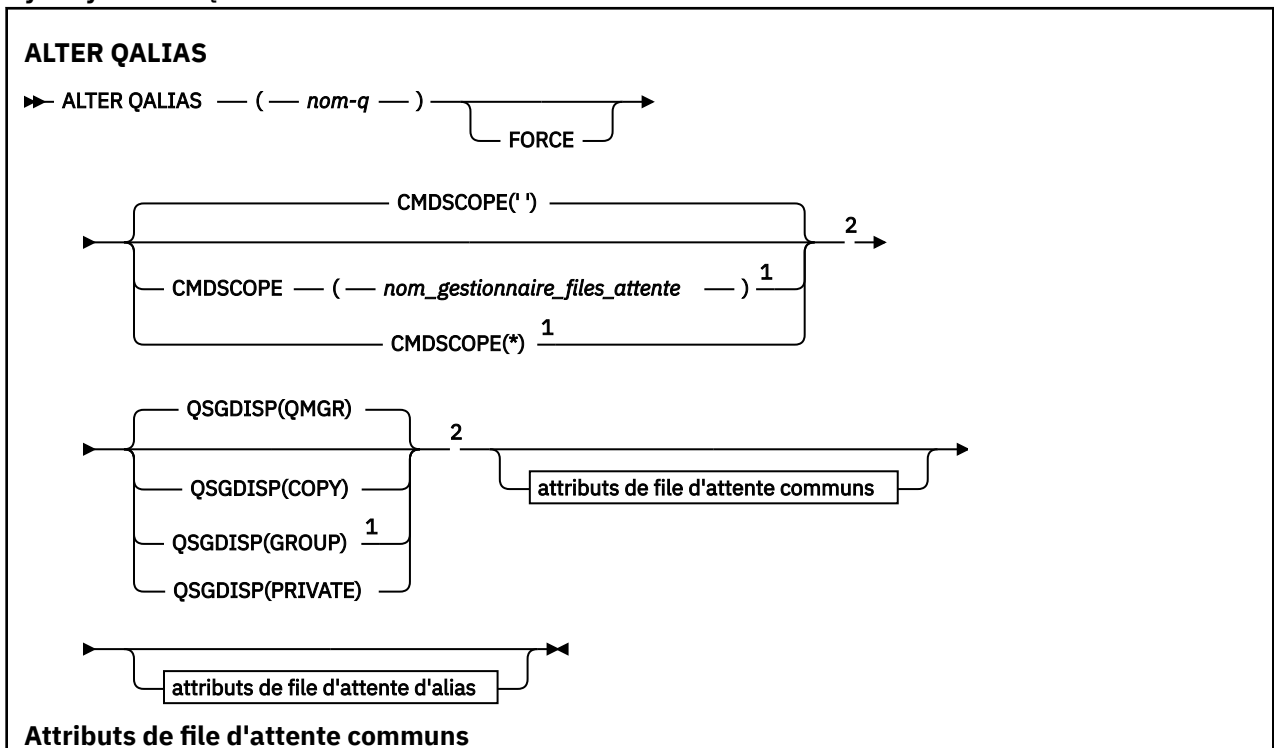 ALTER QALIAS
ALTER QALIAS ( nom-q )
FORCE
CMDSCOPE(' ')
2
CMDSCOPE ( nom_gestionnaire_files_attente ) 1
CMDSCOPE(*) 1
QSGDISP(QMGR)
2
QSGDISP(COPY)
attributs de file d'attente communs
QSGDISP(GROUP) 1
QSGDISP(PRIVATE)
attributs de file d'attente d'alias
Attributs de file d'attente communs